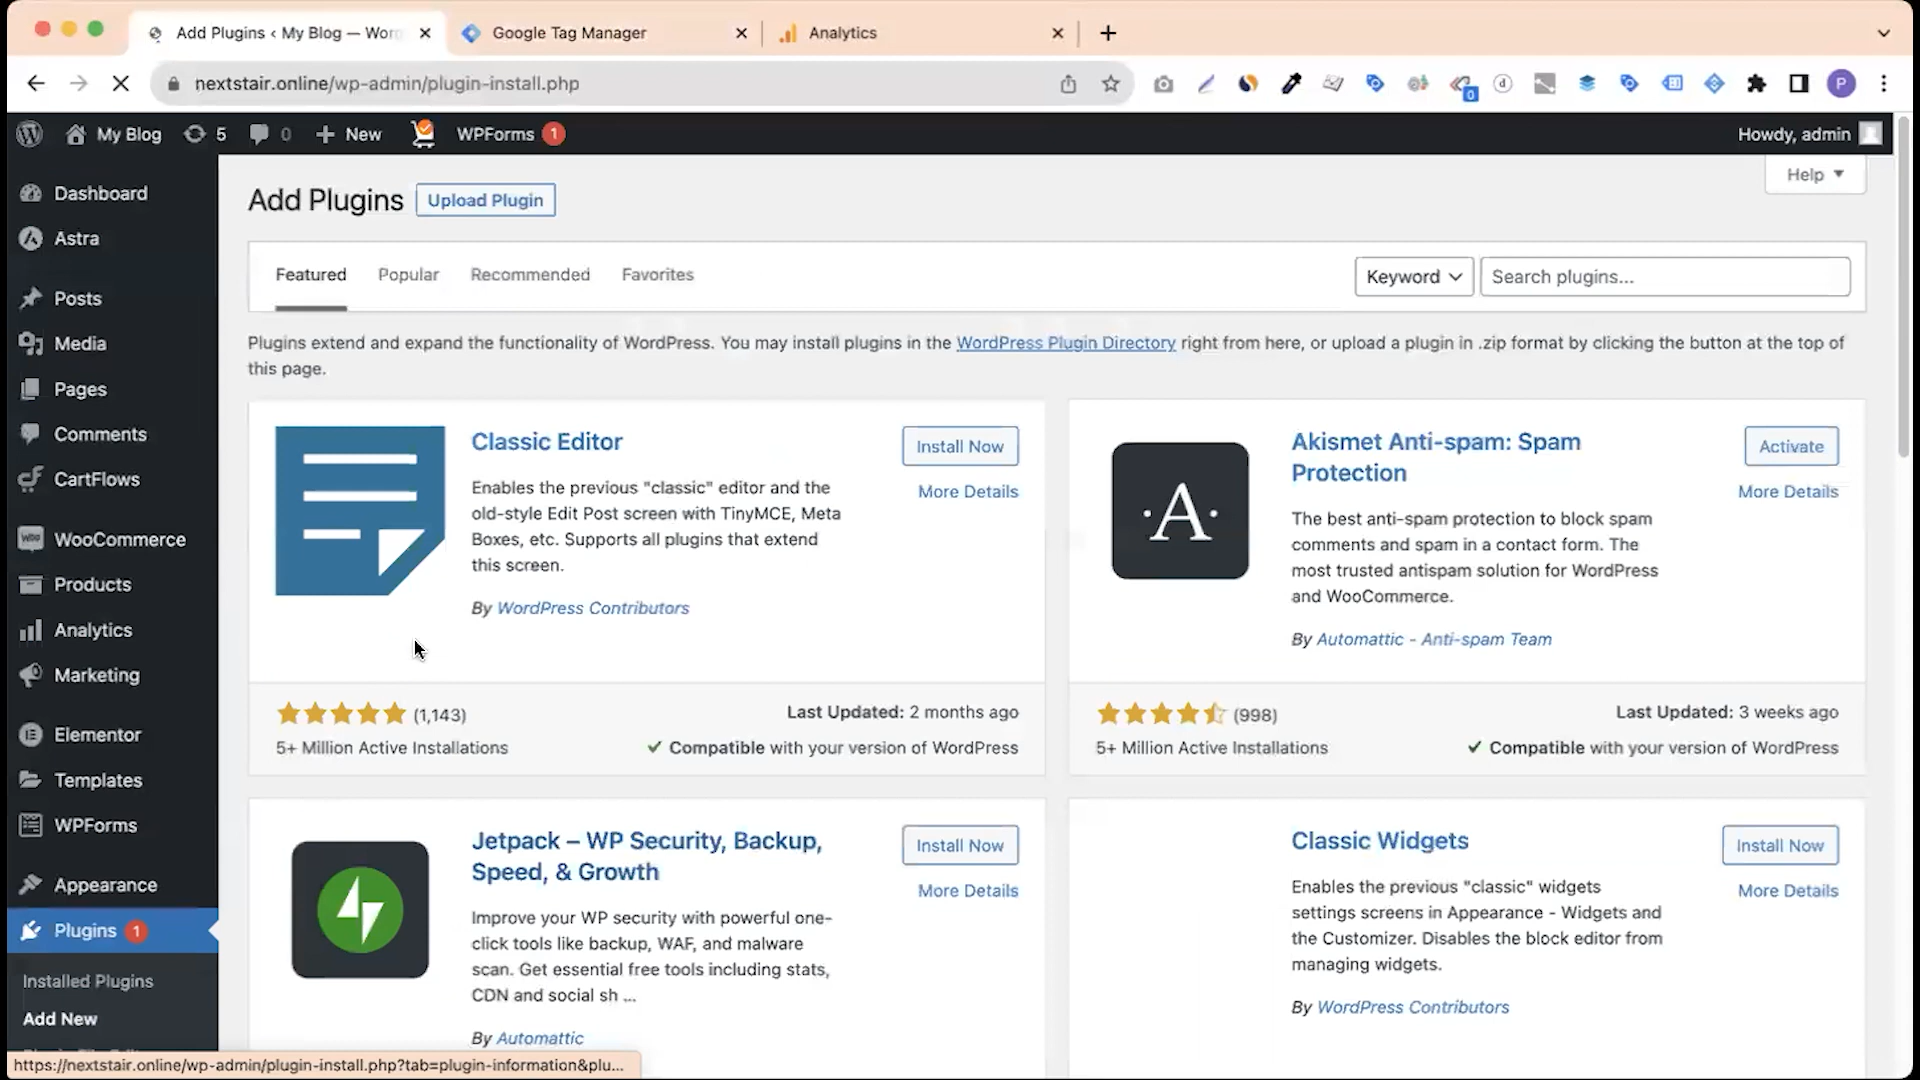 Add Plugins ‹ My Blog — Wor
Google Tag Manager
Analytics
nextstair.online/wp-admin/plugin-install.php
0
P
My Blog
5
0
New
WPForms 1
Howdy, admin
Dashboard
Astra
Posts
Media
Pages
Comments
CartFlows
WooCommerce
Products
Analytics
Marketing
Elementor
Templates
WPForms
Appearance
Plugins 1
Installed Plugins
Add New
Add Plugins
Upload Plugin
Help
Featured
Popular
Recommended
Favorites
Keyword
Search plugins...
Plugins extend and expand the functionality of WordPress. You may install plugins in the WordPress Plugin Directory right from here, or upload a plugin in .zip format by clicking the button at the top of
this page.
Classic Editor
Install Now
More Details
Enables the previous "classic" editor and the
old-style Edit Post screen with TinyMCE, Meta
Boxes, etc. Supports all plugins that extend
this screen.
By WordPress Contributors
(1,143)
Last Updated: 2 months ago
5+ Million Active Installations
Compatible with your version of WordPress
A
Akismet Anti-spam: Spam
Protection
Activate
More Details
The best anti-spam protection to block spam
comments and spam in a contact form. The
most trusted antispam solution for WordPress
and WooCommerce.
By Automattic - Anti-spam Team
(998)
Last Updated: 3 weeks ago
5+ Million Active Installations
Compatible with your version of WordPress
Jetpack – WP Security, Backup,
Speed, & Growth
Install Now
More Details
Improve your WP security with powerful one-
click tools like backup, WAF, and malware
scan. Get essential free tools including stats,
CDN and social sh ...
By Automattic
Classic Widgets
Install Now
More Details
Enables the previous "classic" widgets
settings screens in Appearance - Widgets and
the Customizer. Disables the block editor from
managing widgets.
By WordPress Contributors
https://nextstair.online/wp-admin/plugin-install.php?tab=plugin-information&plu...